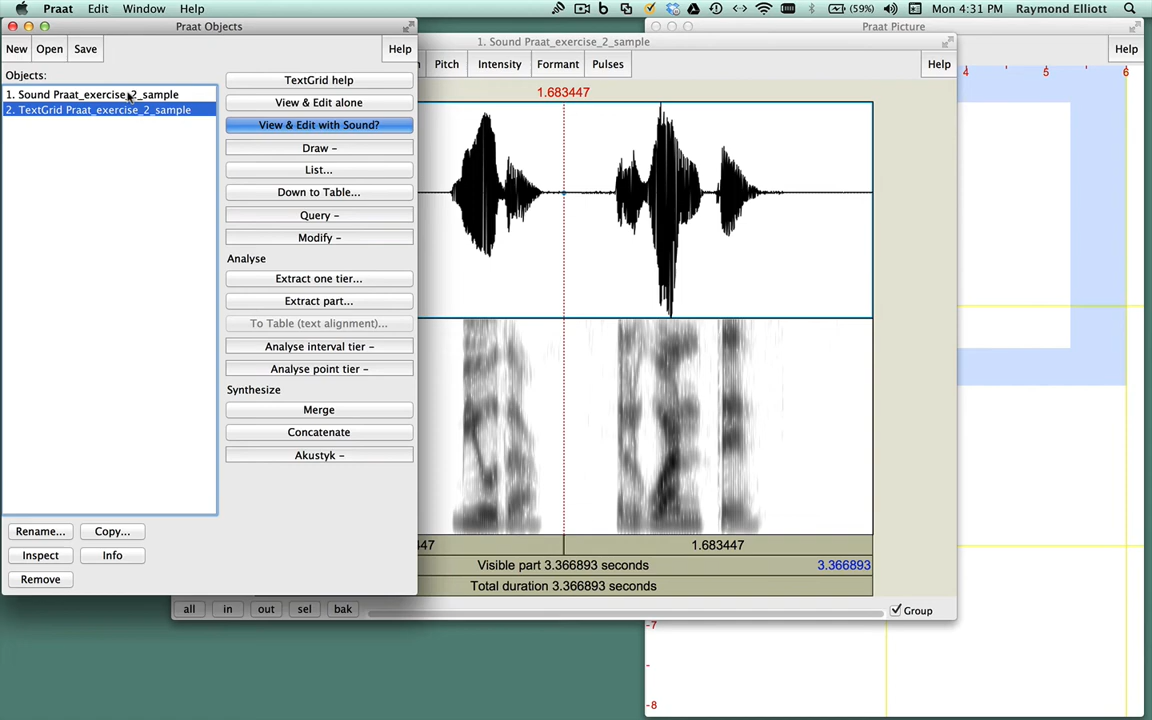 Praat Edit Window Help
(59%) Mon 4:31 PM Raymond Elliott
Praat Objects
New Open Save Help
Objects:
1. Sound Praat_exercise_2_sample
2. TextGrid Praat_exercise_2_sample
TextGrid help
View & Edit alone
View & Edit with Sound?
Draw -
List...
Down to Table...
Query -
Modify -
Analyse
Extract one tier...
Extract part...
To Table (text alignment)...
Analyse interval tier -
Analyse point tier -
Synthesize
Merge
Concatenate
Akustyk -
Rename... Copy...
Inspect Info
Remove
1. Sound Praat_exercise_2_sample
Pitch Intensity Formant Pulses Help
1.683447
47 1.683447
Visible part 3.366893 seconds 3.366893
Total duration 3.366893 seconds
all in out sel bak Group
Praat Picture
Help
4 5 6
-7
-8